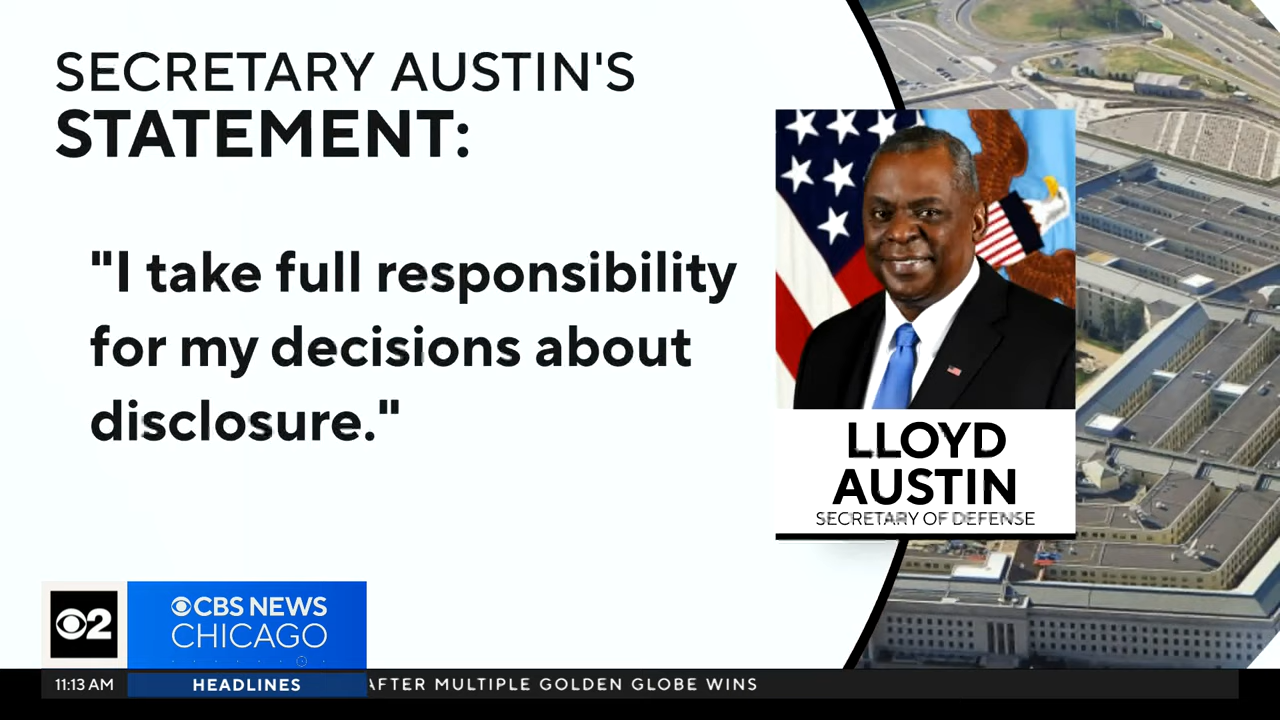 SECRETARY AUSTIN'S
STATEMENT:
"I take full responsibility
for my decisions about
disclosure."
LLOYD
AUSTIN
SECRETARY OF DEFENSE
2
CBS NEWS
CHICAGO
11:13 AM
HEADLINES
AFTER MULTIPLE GOLDEN GLOBE WINS